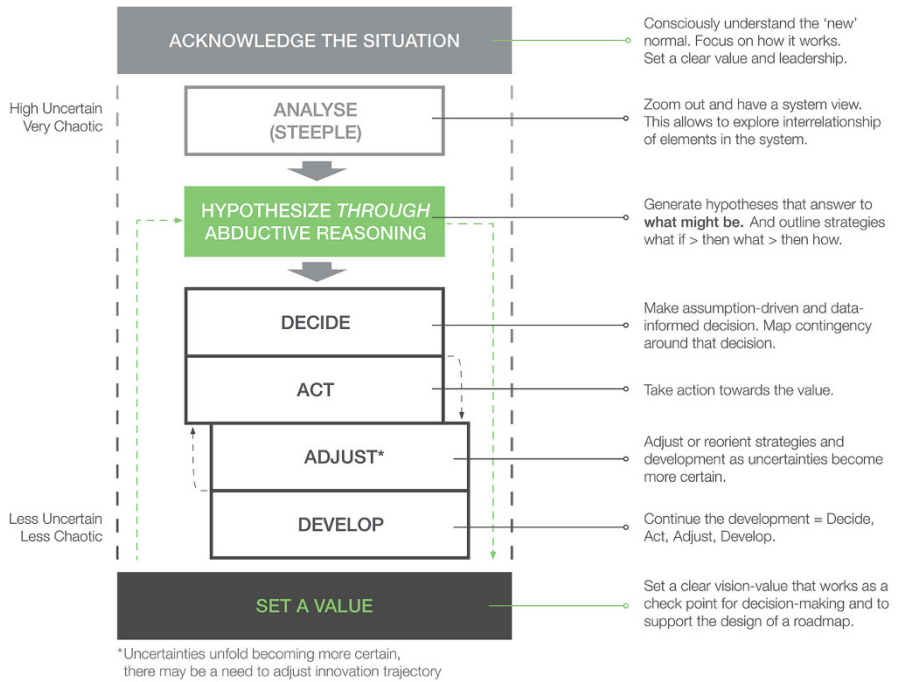 ACKNOWLEDGE THE SITUATION
Consciously understand the ‘new’
normal. Focus on how it works.
Set a clear value and leadership.
High Uncertain
Very Chaotic
ANALYSE
(STEEPLE)
Zoom out and have a system view.
This allows to explore interrelationship
of elements in the system.
HYPOTHESIZE THROUGH
ABDUCTIVE REASONING
Generate hypotheses that answer to
what might be. And outline strategies
what if > then what > then how.
DECIDE
Make assumption-driven and data-
informed decision. Map contingency
around that decision.
ACT
Take action towards the value.
ADJUST*
Adjust or reorient strategies and
development as uncertainties become
more certain.
Less Uncertain
Less Chaotic
DEVELOP
Continue the development = Decide,
Act, Adjust, Develop.
SET A VALUE
Set a clear vision-value that works as a
check point for decision-making and to
support the design of a roadmap.
*Uncertainties unfold becoming more certain,
there may be a need to adjust innovation trajectory